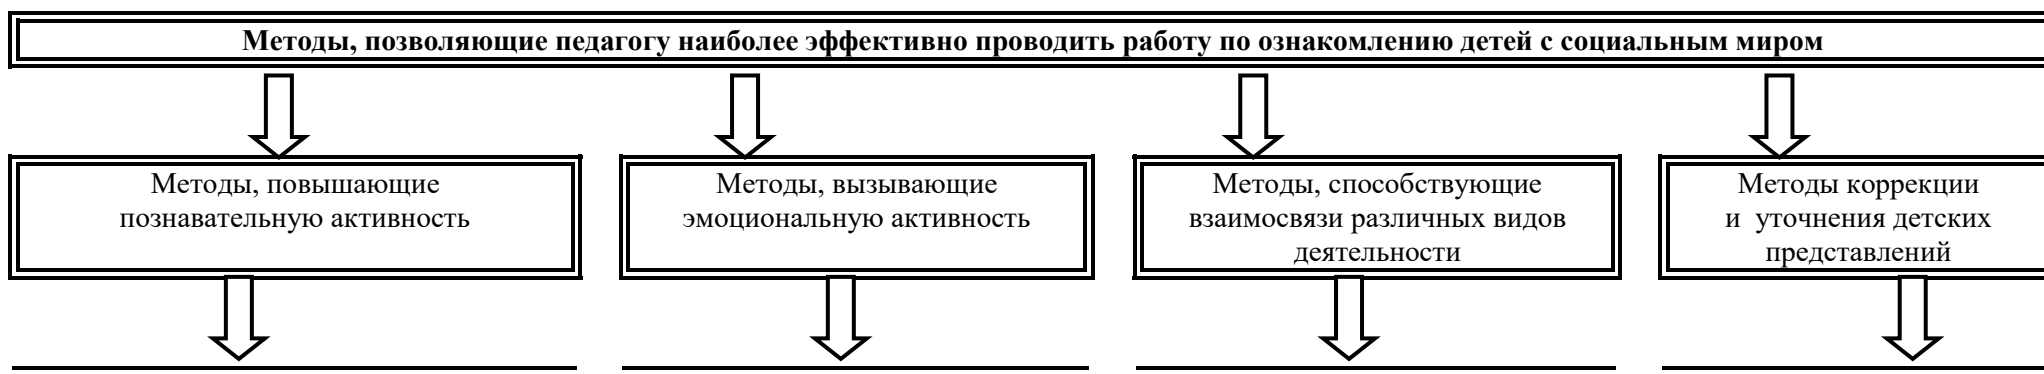 Методы, позволяющие педагогу наиболее эффективно проводить работу по ознакомлению детей с социальным миром
Методы, повышающие
познавательную активность
Методы, вызывающие
эмоциональную активность
Методы, способствующие
взаимосвязи различных видов
деятельности
Методы коррекции
и  уточнения детских
представлений